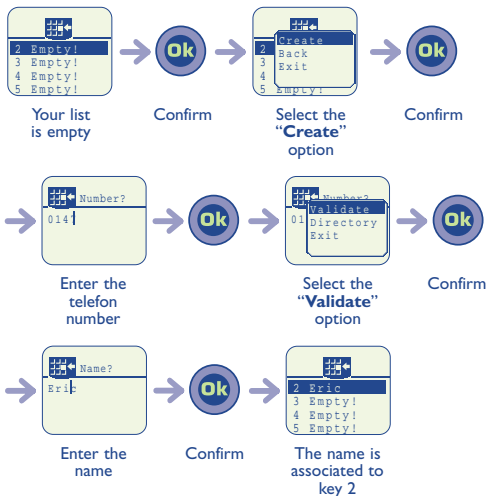 2 Empty!
3 Empty!
4 Empty!
5 Empty!
Ok
2
3
4
5 Empty!
Create
Back
Exit
Ok
Your list
is empty
Confirm
Select the
“Create”
option
Confirm
Number?
Ok
01
Number?
Validate
Directory
Exit
Ok
Enter the
telefon
number
Select the
“Validate”
option
Confirm
Name?
Eric
Ok
2 Eric
3 Empty!
4 Empty!
5 Empty!
Enter the
name
Confirm
The name is
associated to
key 2